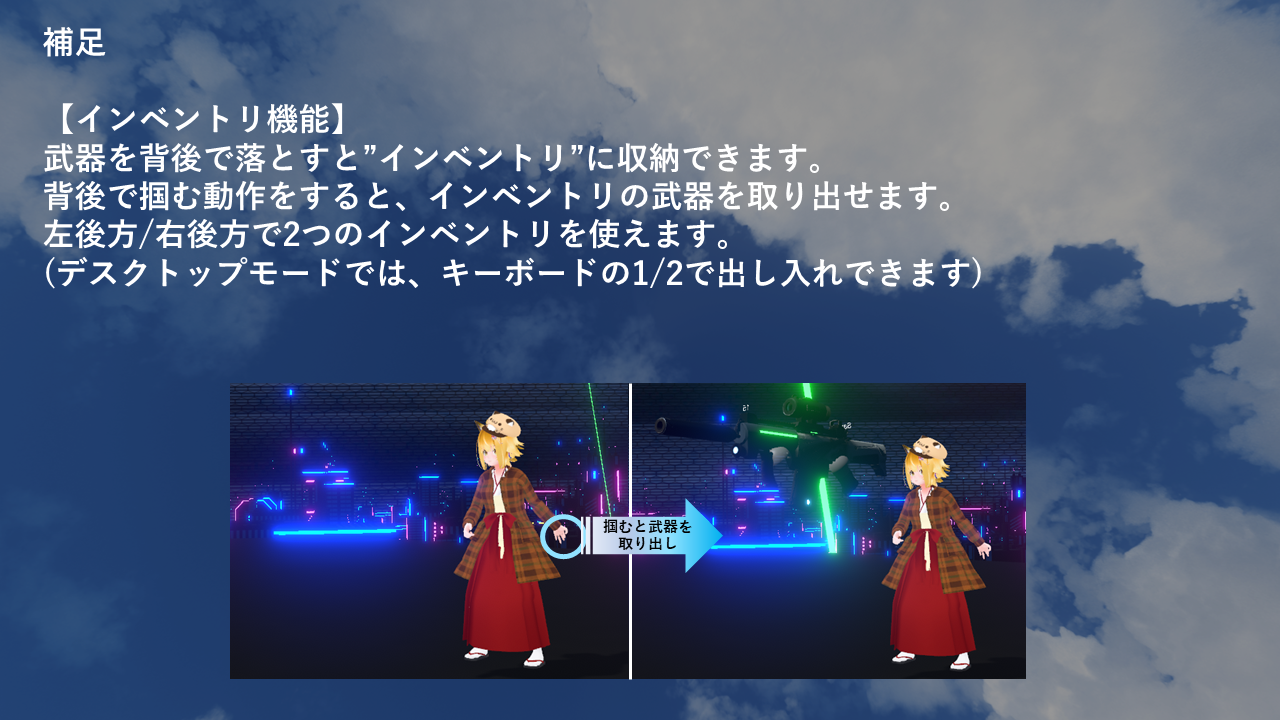 補足
【インベントリ機能】
武器を背後で落とすと”インベントリ”に収納できます。
背後で掴む動作をすると、インベントリの武器を取り出せます。
左後方/右後方で2つのインベントリを使えます。
(デスクトップモードでは、キーボードの1/2で出し入れできます)
掴むと武器を
取り出し